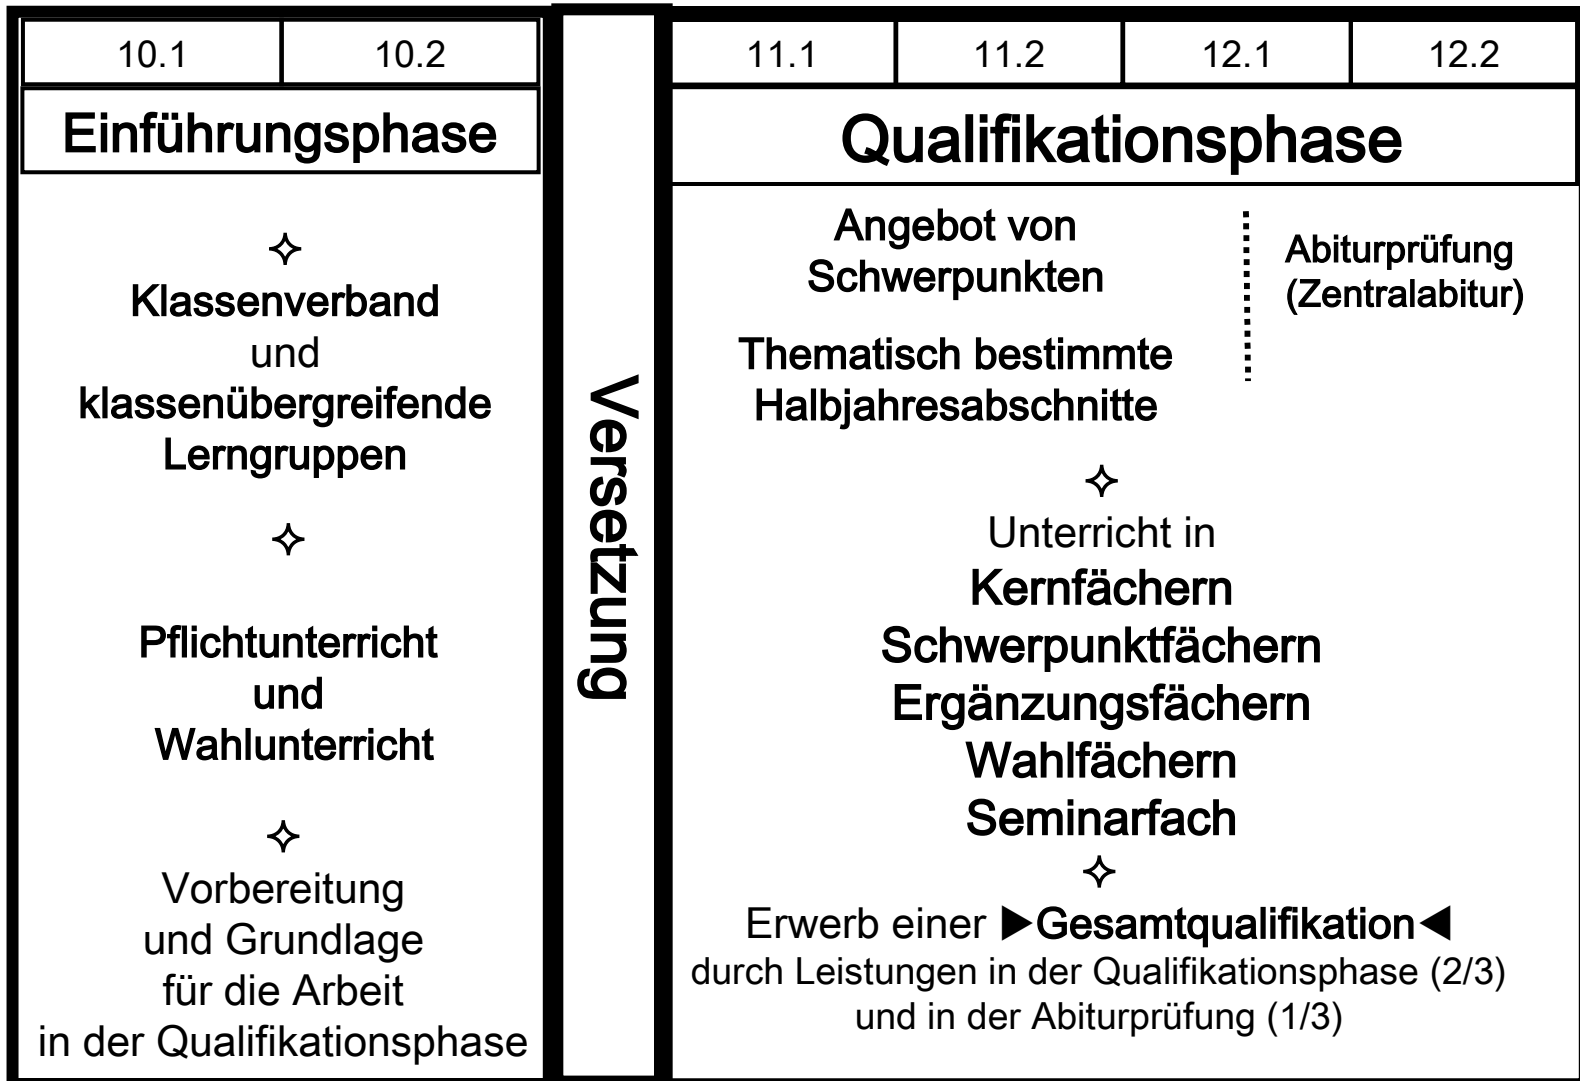 10.1 10.2
Einführungsphase
✧
Klassenverband
und
klassenübergreifende
Lerngruppen
✧
Pflichtunterricht
und
Wahlunterricht
✧
Vorbereitung
und Grundlage
für die Arbeit
in der Qualifikationsphase
Versetzung
11.1 11.2 12.1 12.2
Qualifikationsphase
Angebot von
Schwerpunkten
Thematisch bestimmte
Halbjahresabschnitte
Abiturprüfung
(Zentralabitur)
✧
Unterricht in
Kernfächern
Schwerpunktfächern
Ergänzungsfächern
Wahlfächern
Seminarfach
✧
Erwerb einer ►Gesamtqualifikation◄
durch Leistungen in der Qualifikationsphase (2/3)
und in der Abiturprüfung (1/3)